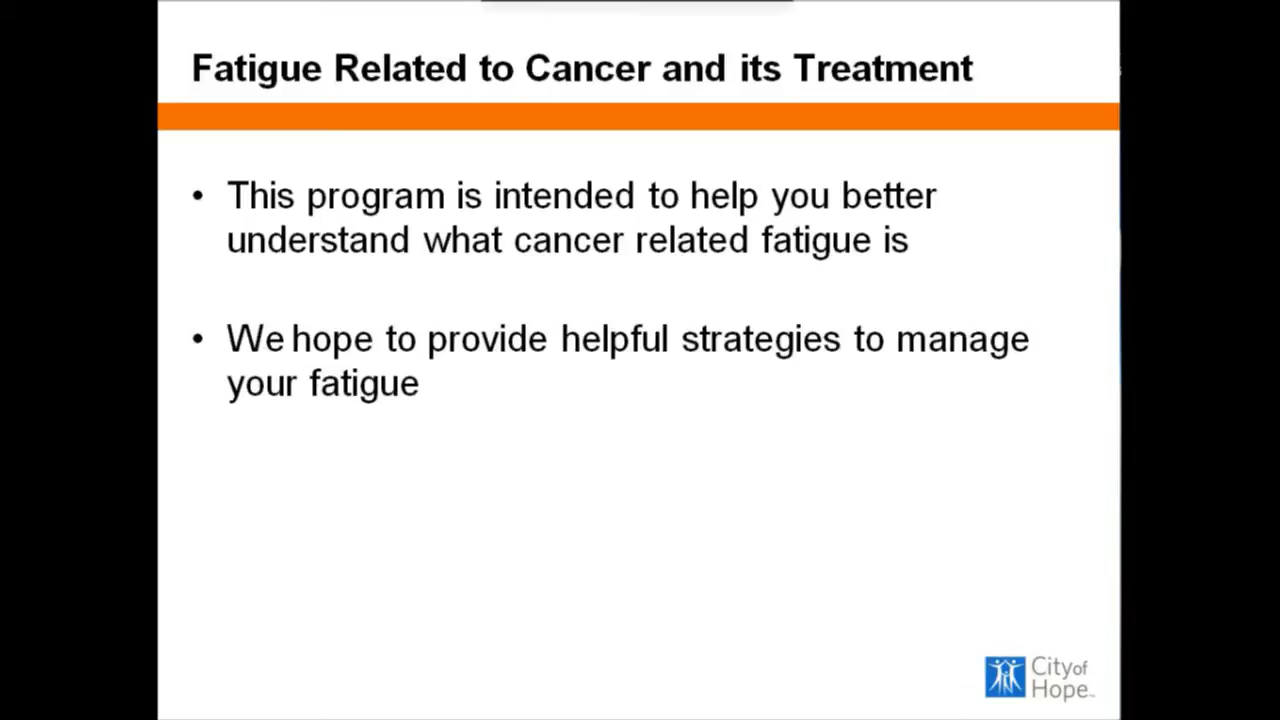 Fatigue Related to Cancer and its Treatment
• This program is intended to help you better
understand what cancer related fatigue is
• We hope to provide helpful strategies to manage
your fatigue
City of
Hope™